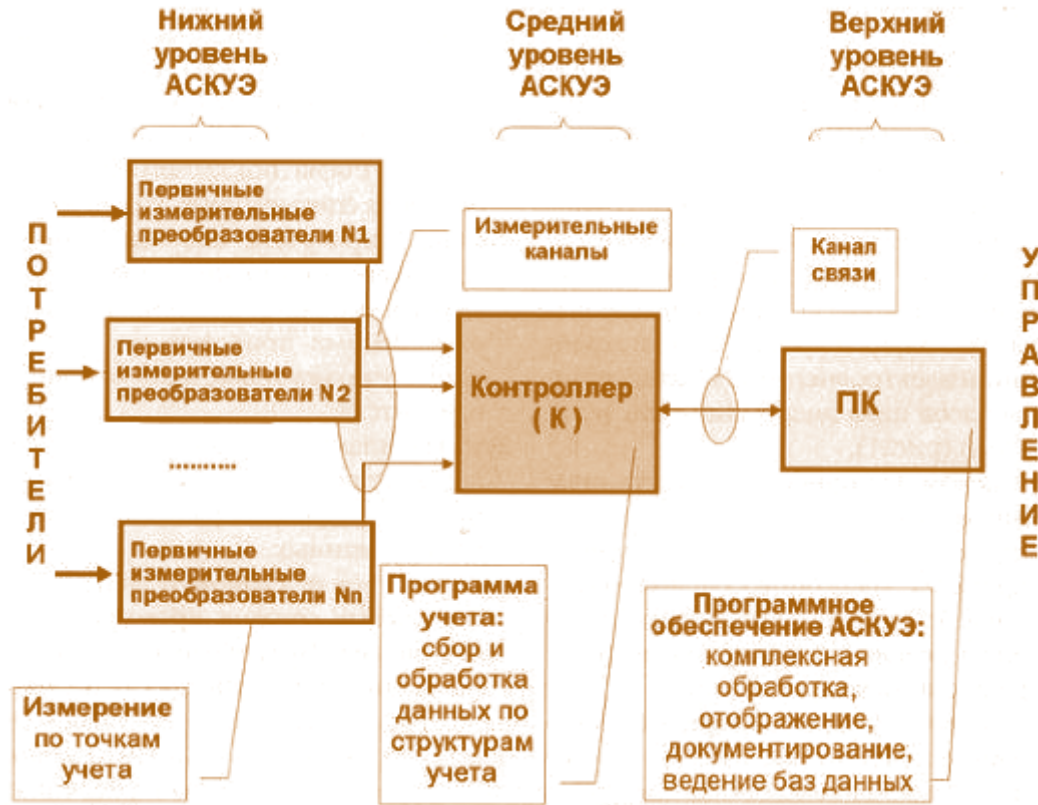 Нижний
уровень
АСКУЭ
Средний
уровень
АСКУЭ
Верхний
уровень
АСКУЭ
ПОТРЕБИТЕЛИ
Первичные
измерительные
преобразователи N1
Измерительные
каналы
Канал
связи
УПРАВЛЕНИЕ
Первичные
измерительные
преобразователи N2
..........
Контроллер
( К )
ПК
Первичные
измерительные
преобразователи Nn
Измерение
по точкам
учета
Программа
учета:
сбор и
обработка
данных по
структурам
учета
Программное
обеспечение АСКУЭ:
комплексная
обработка,
отображение,
документирование,
ведение баз данных